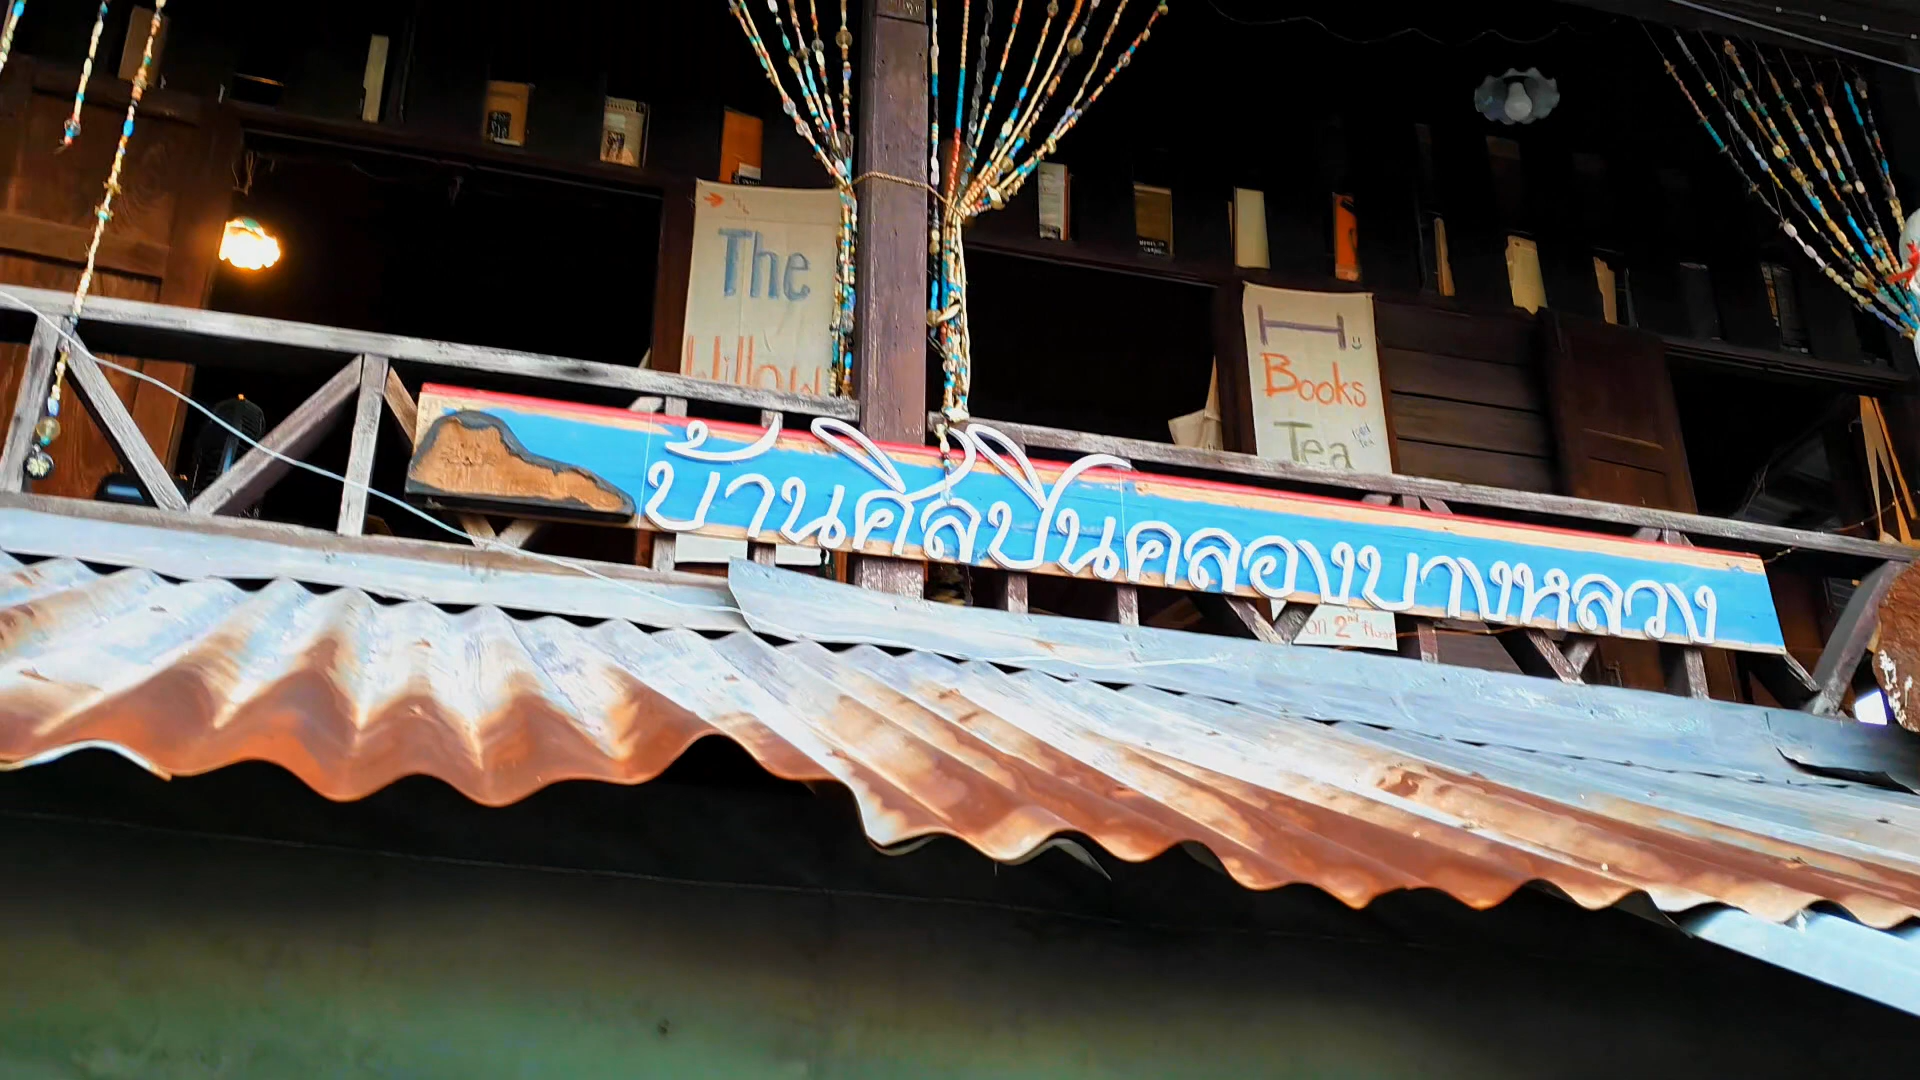 The
Willow
Books
Tea
บ้านศิลปินคลองบางหลวง
on 2nd floor